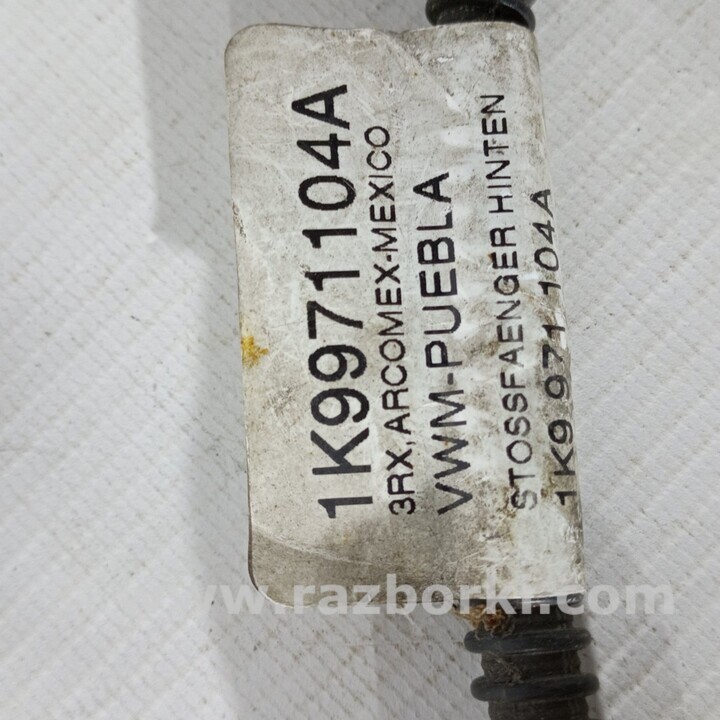 1K9971104A
3RX, ARCOMEX-MEXICO
VWM-PUEBLA
STOSSFAENGER HINTEN
1K9 971 104A
www.razborki.com